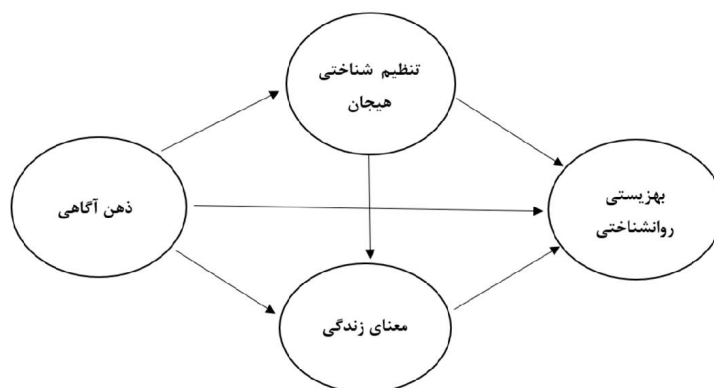 تنظیم شناختی
هیجان
ذهن آگاهی
بهزیستی
روانشناختی
معنای زندگی